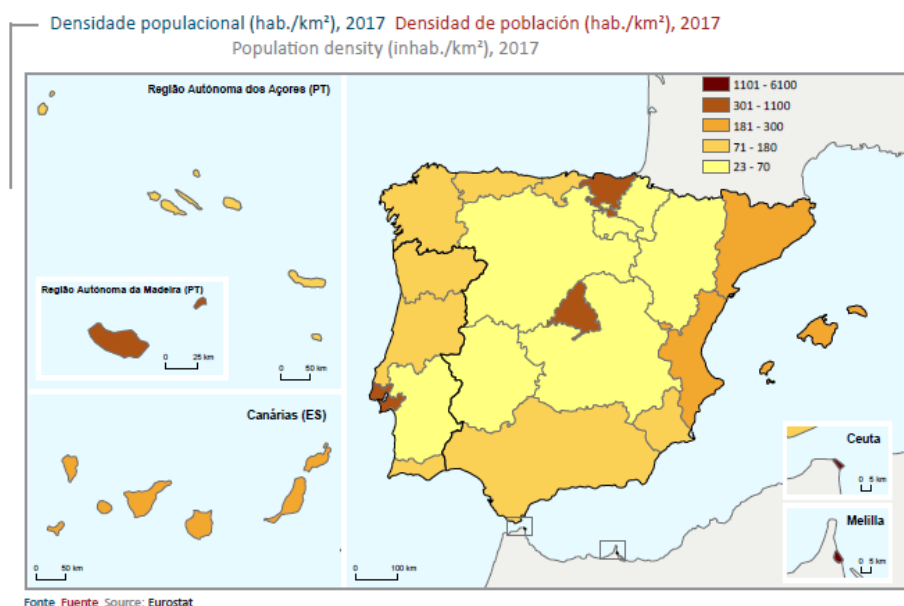 Densidade populacional (hab./km²), 2017 Densidad de población (hab./km²), 2017
Population density (inhab./km²), 2017
Região Autónoma dos Açores (PT)
1101 - 6100
301 - 1100
181 - 300
71 - 180
23 - 70
Região Autónoma da Madeira (PT)
0 25 km
0 50 km
Canárias (ES)
0 50 km
0 100 km
Ceuta
0 5 km
Melilla
0 5 km
Fonte Fuente Source: Eurostat